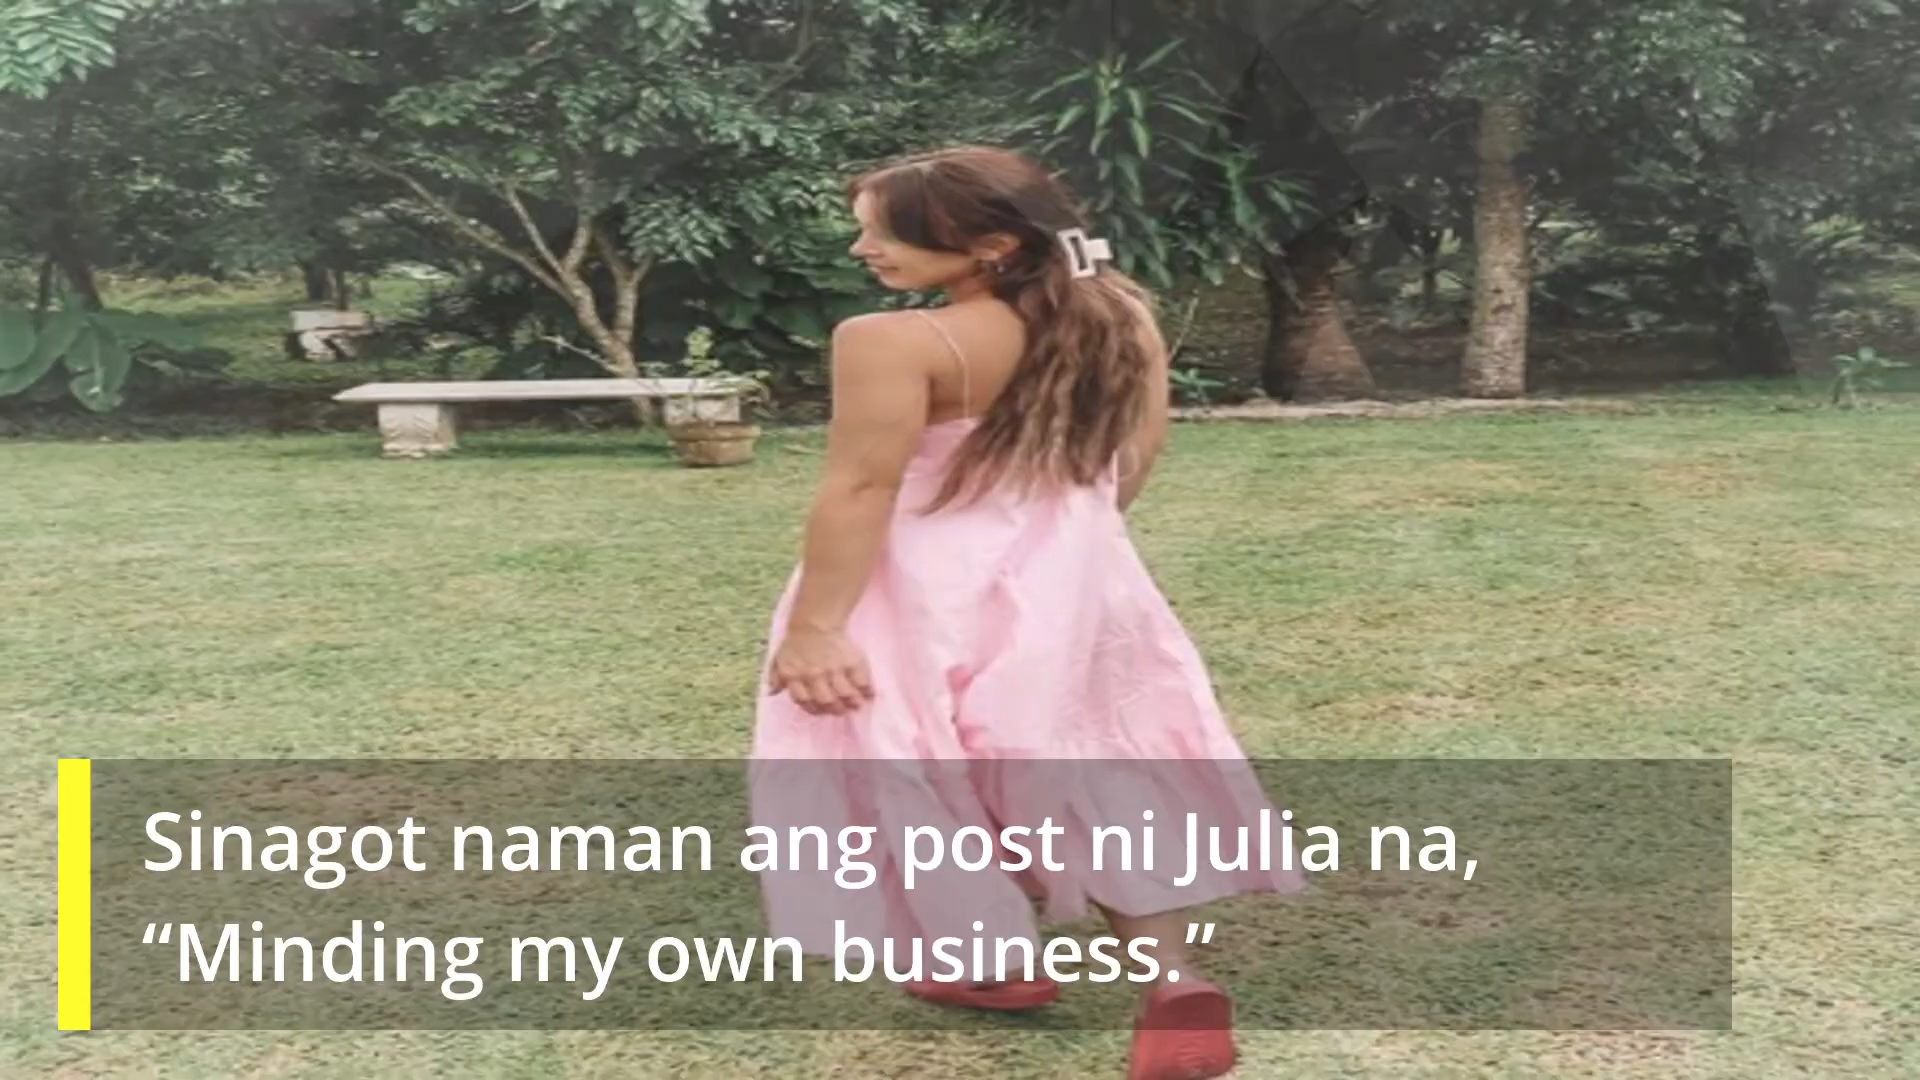 Sinagot naman ang post ni Julia na,
“Minding my own business.”